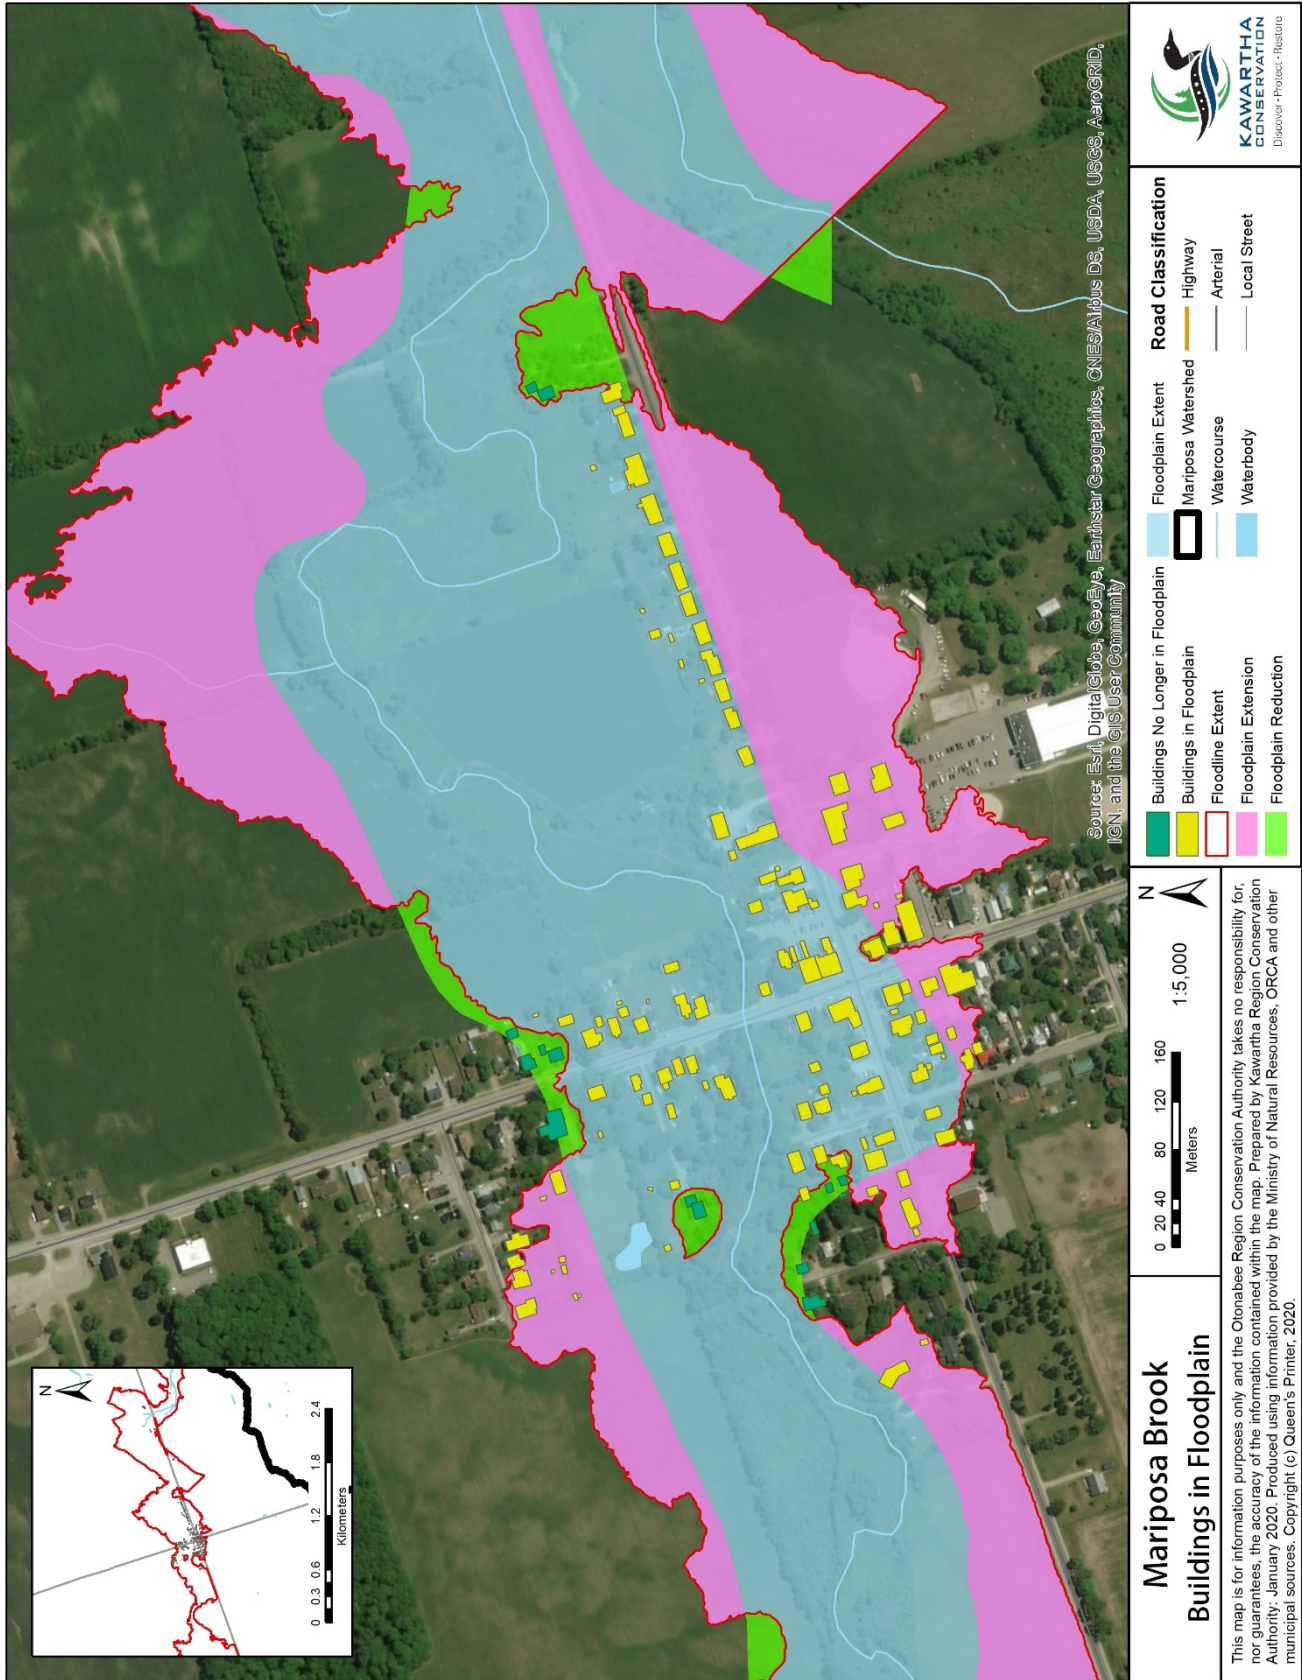 N
0 0.3 0.6 1.2 1.8 2.4
Kilometers
Source: Esri, DigitalGlobe, GeoEye, Earthstar Geographics, CNES/Airbus DS, USDA, USGS, AeroGRID,
IGN, and the GIS User Community
Mariposa Brook
Buildings in Floodplain
0 20 40 80 120 160
Meters
1:5,000
N
This map is for information purposes only and the Otonabee Region Conservation Authority takes no responsibility for,
nor guarantees, the accuracy of the information contained within the map. Prepared by Kawartha Region Conservation
Authority: January 2020. Produced using information provided by the Ministry of Natural Resources, ORCA and other
municipal sources. Copyright (c) Queen's Printer, 2020.
Buildings No Longer in Floodplain
Buildings in Floodplain
Floodline Extent
Floodplain Extension
Floodplain Reduction
Floodplain Extent
Mariposa Watershed
Watercourse
Waterbody
Road Classification
Highway
Arterial
Local Street
KAWARTHA
CONSERVATION
Discover • Protect • Restore